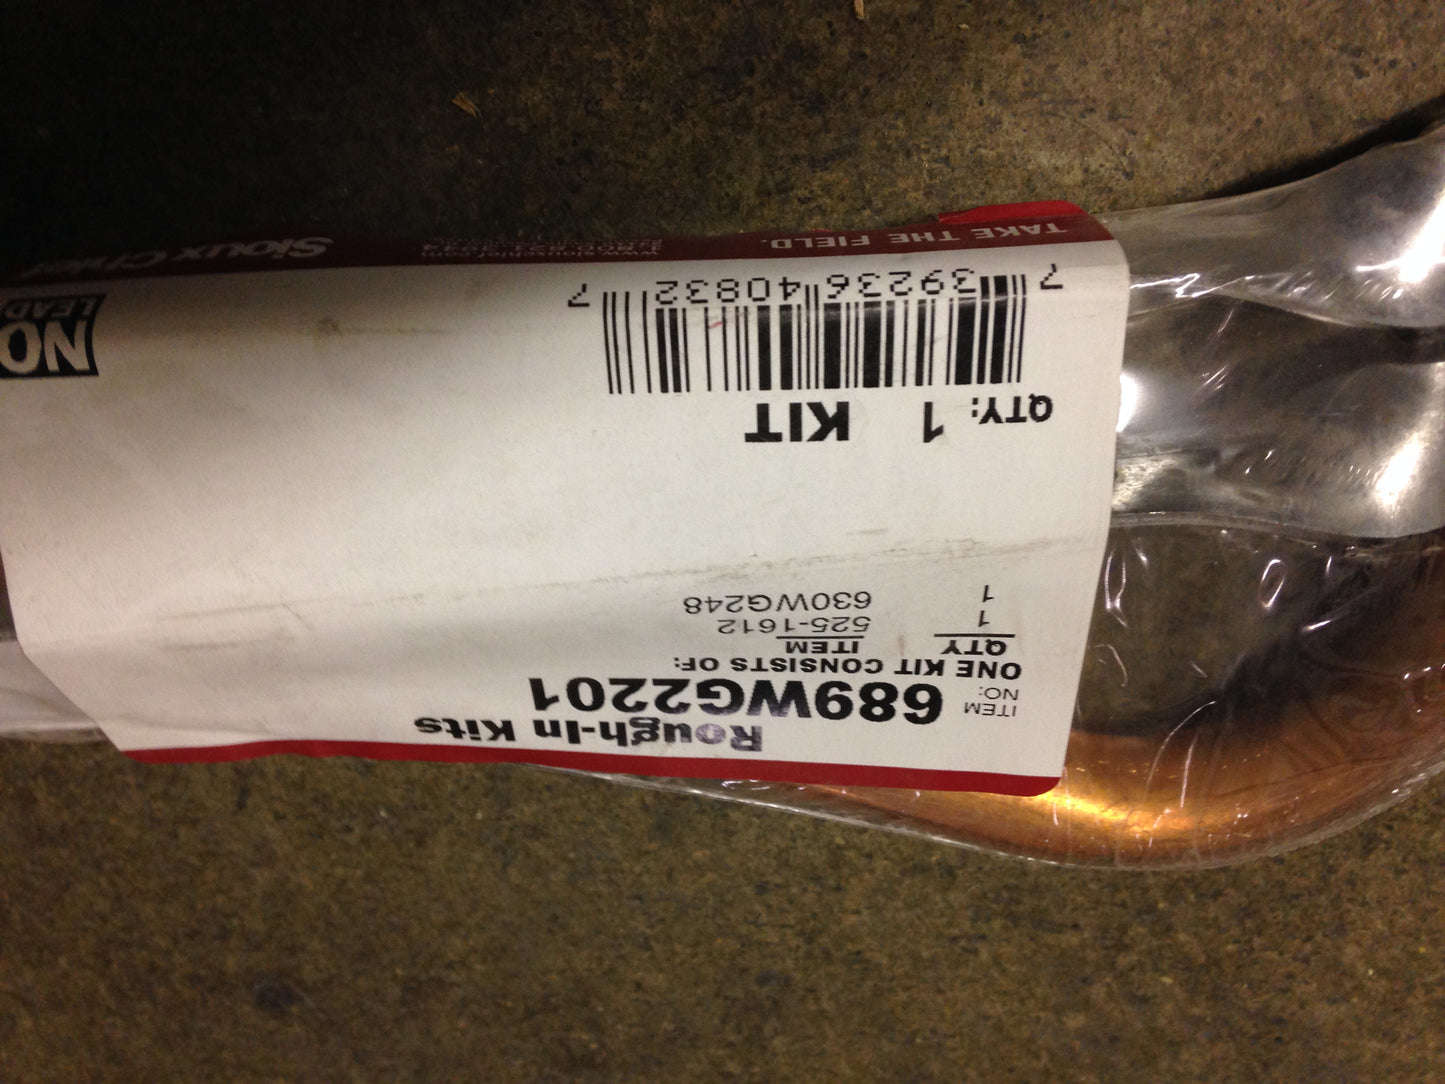 Rough-In Kits
ITEM NO: 689WG2201
ONE KIT CONSISTS OF:
QTY ITEM
1 525-1612
1 630WG248
QTY: 1 KIT
7 39236 40832 7
NO
LEAD
TAKE THE FIELD.
www.siouxchief.com
Sioux Chief